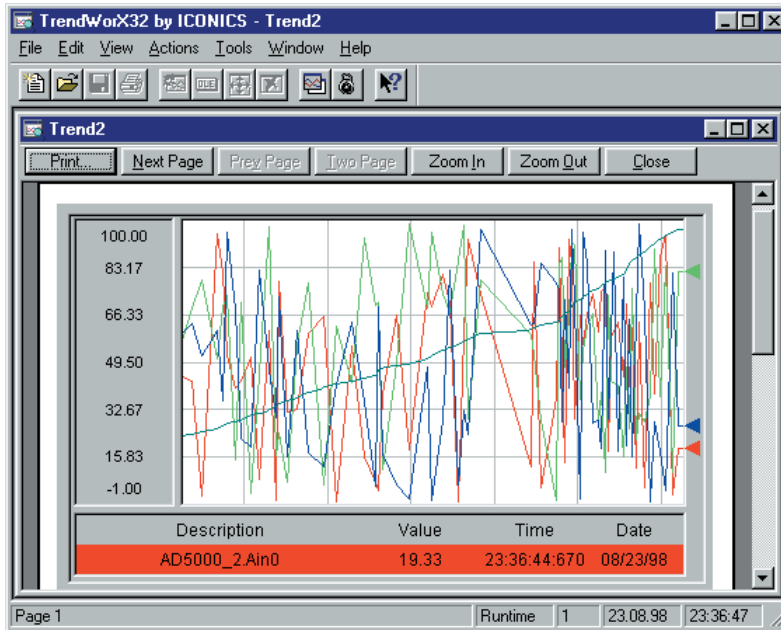 TrendWorX32 by ICONICS - Trend2
File Edit View Actions Tools Window Help
OLE
Trend2
Print... Next Page Prev Page Two Page Zoom In Zoom Out Close
100.00
83.17
66.33
49.50
32.67
15.83
-1.00
Description Value Time Date
AD5000_2.Ain0 19.33 23:36:44:670 08/23/98
Page 1 Runtime 1 23.08.98 23:36:47